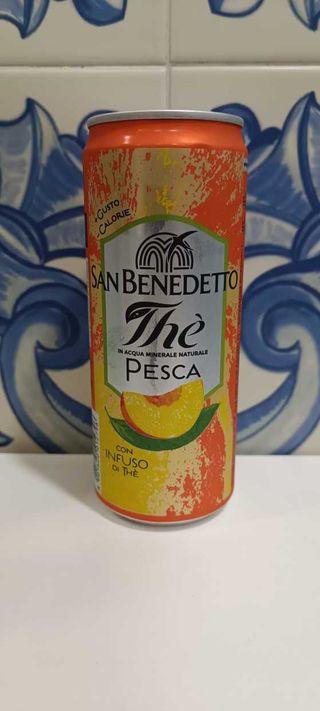 + GUSTO
- CALORIE
SAN BENEDETTO
Thè
IN ACQUA MINERALE NATURALE
PESCA
CON
INFUSO
DI THÈ